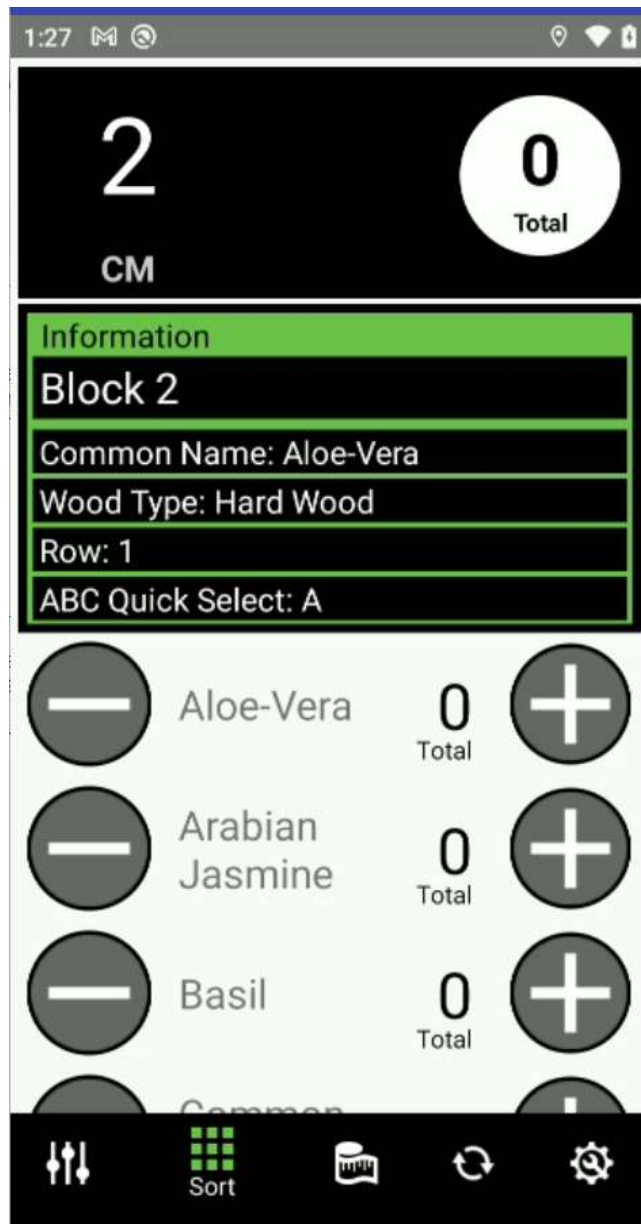 1:27
2
CM
0
Total
Information
Block 2
Common Name: Aloe-Vera
Wood Type: Hard Wood
Row: 1
ABC Quick Select: A
Aloe-Vera
0
Total
Arabian
Jasmine
0
Total
Basil
0
Total
Common
Sort